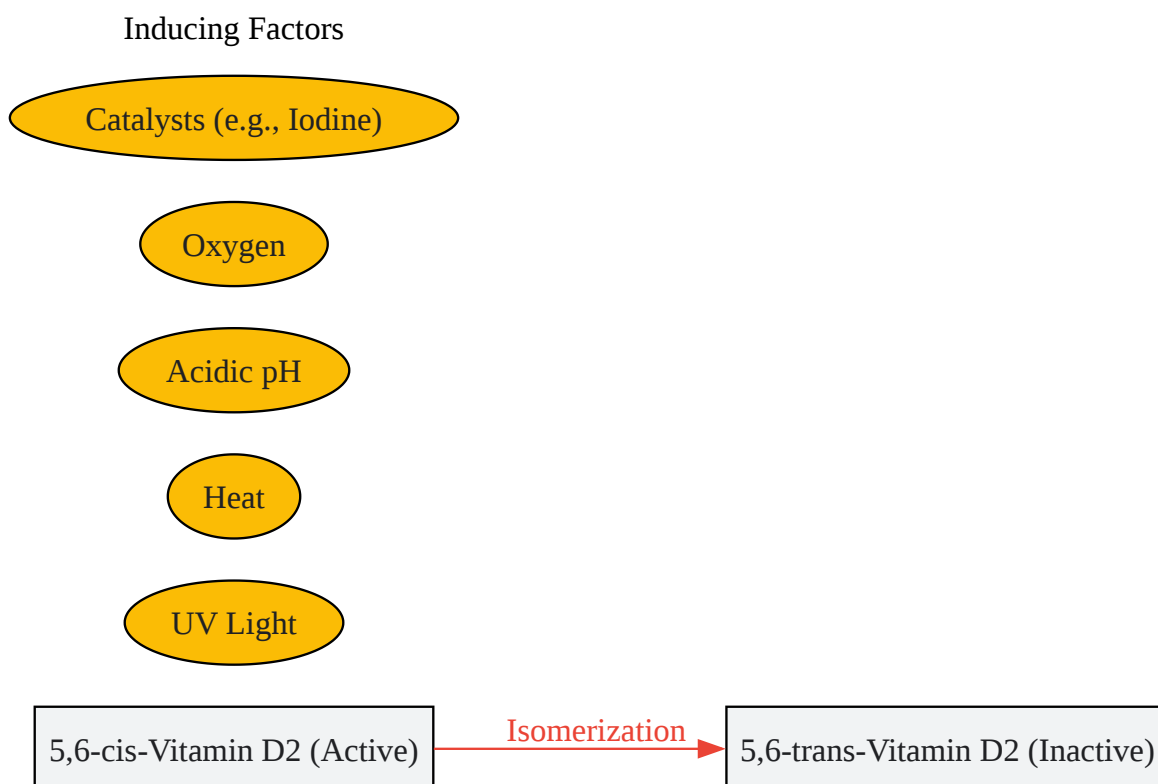 Inducing Factors
Catalysts (e.g., Iodine)
Oxygen
Acidic pH
Heat
UV Light
5,6-cis-Vitamin D2 (Active)
Isomerization
5,6-trans-Vitamin D2 (Inactive)